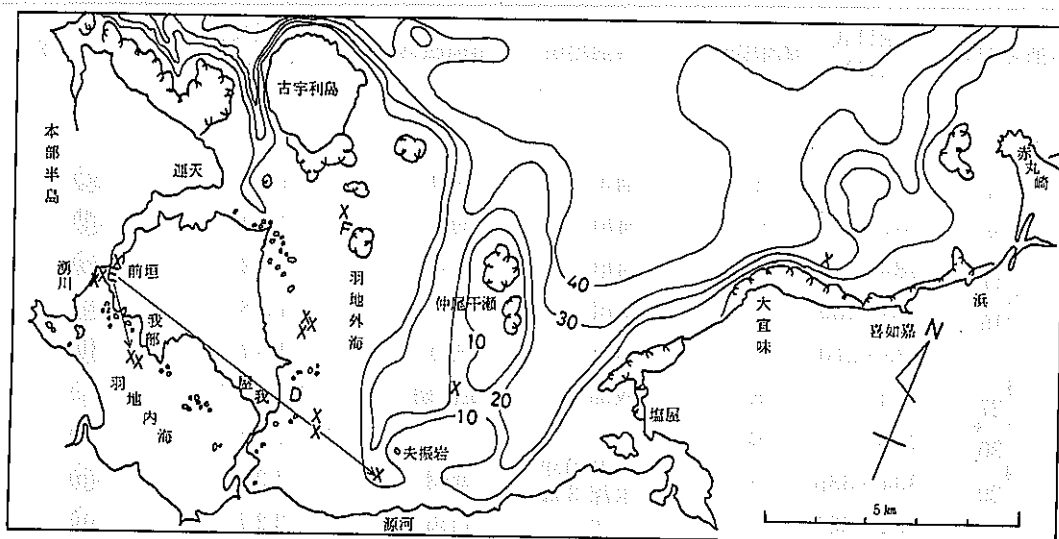 古宇利島
本部半島
運天
湧川
前垣
我部
羽地内海
屋我
D
羽地外海
X
F
X
X
X
X
X
X
X
X
X
X
X
X
仲尾干瀬
10
10
20
30
40
夫振岩
源河
塩屋
大宜味
喜如嘉
浜
赤丸崎
N
5km